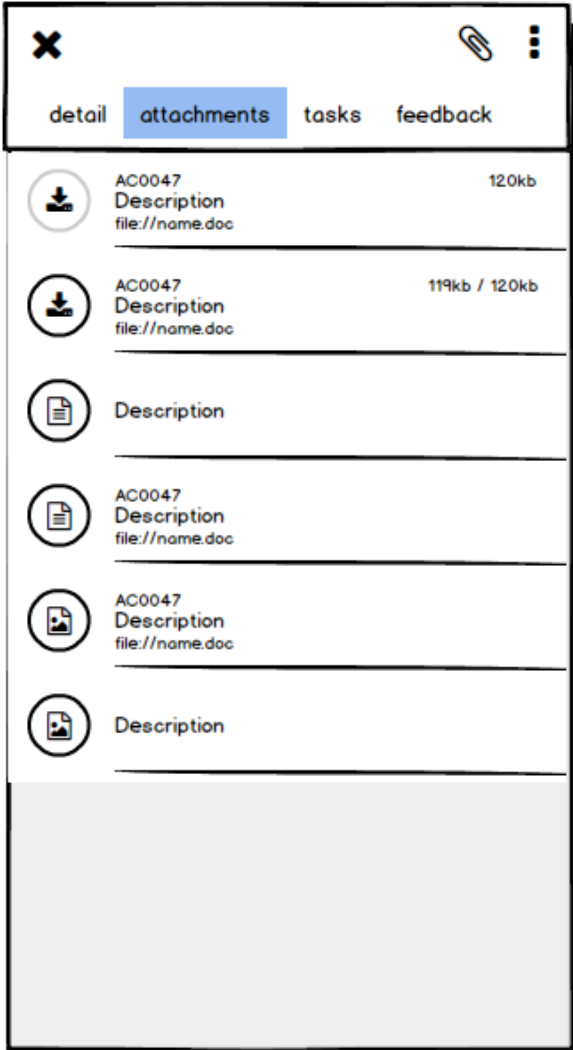 detail attachments tasks feedback
AC0047 120kb
Description
file://name.doc
AC0047 119kb / 120kb
Description
file://name.doc
Description
AC0047
Description
file://name.doc
AC0047
Description
file://name.doc
Description